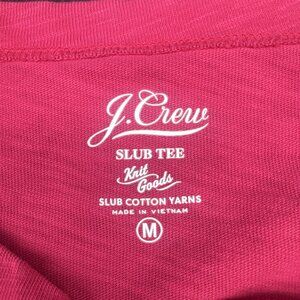 J.Crew
SLUB TEE
Knit
Goods
SLUB COTTON YARNS
MADE IN VIETNAM
M